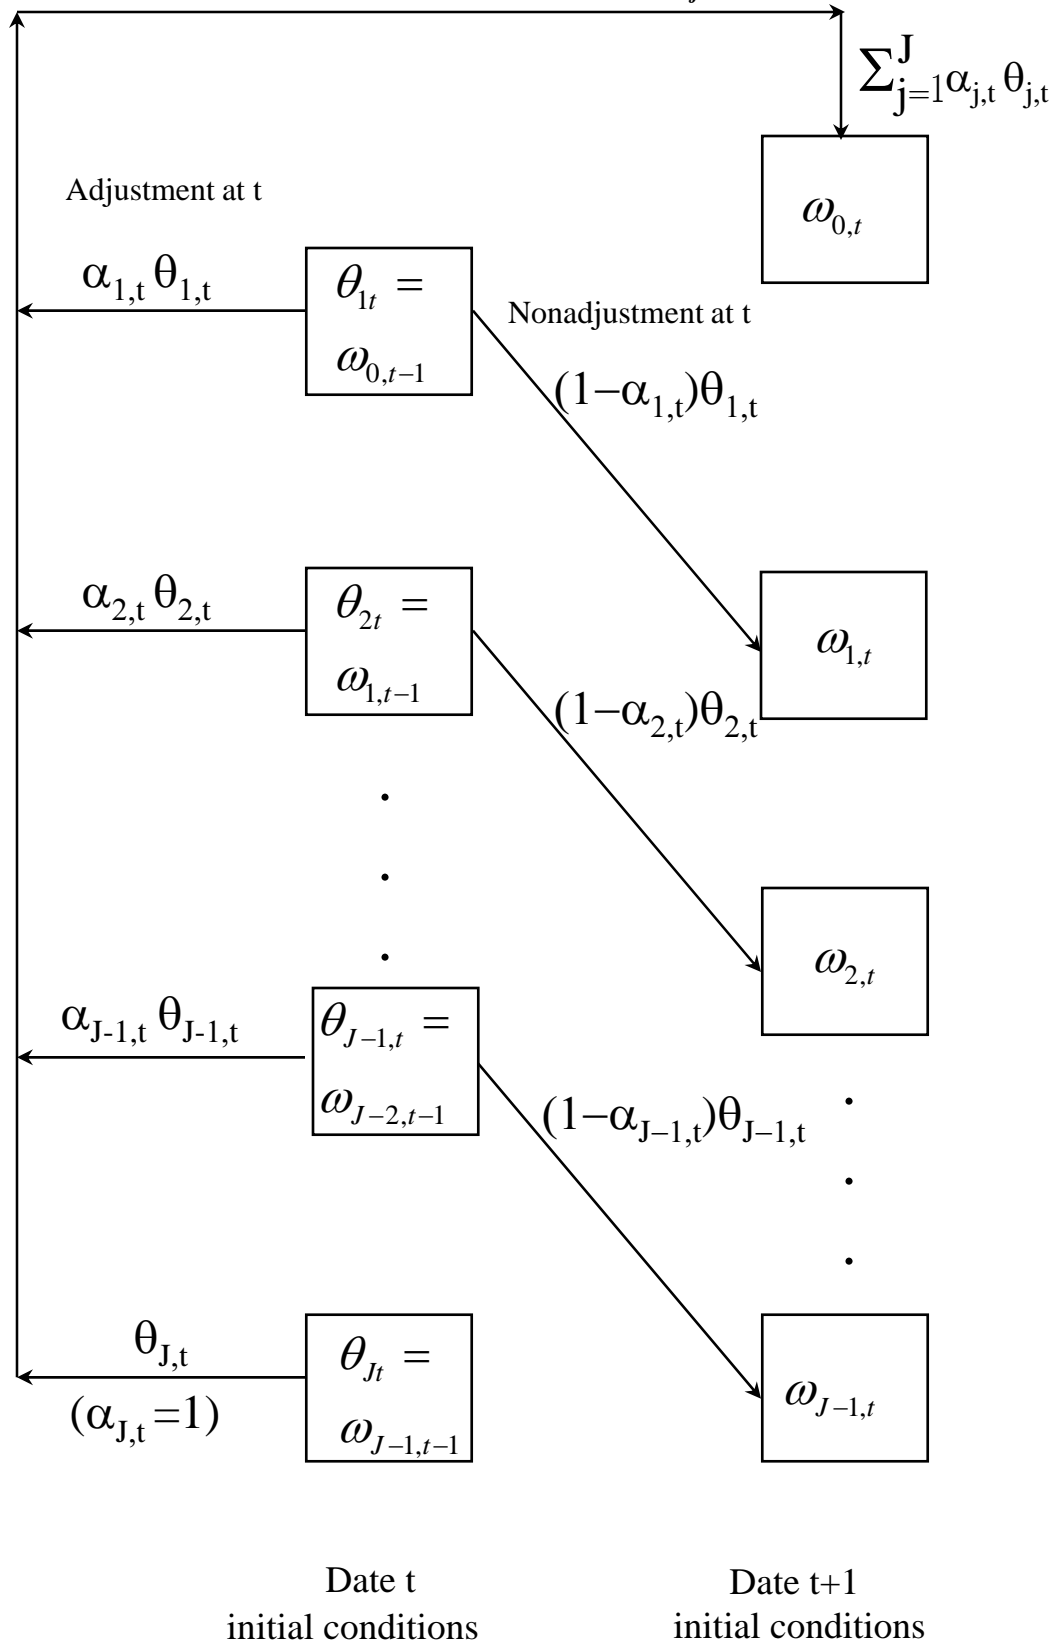 ∑ᴶⱼ₌₁ α_{j,t} θ_{j,t}
ω_{0,t}
Adjustment at t
α_{1,t} θ_{1,t}
θ_{1t} =
ω_{0,t−1}
Nonadjustment at t
(1−α_{1,t})θ_{1,t}
α_{2,t} θ_{2,t}
θ_{2t} =
ω_{1,t−1}
ω_{1,t}
(1−α_{2,t})θ_{2,t}
.
.
.
ω_{2,t}
α_{J-1,t} θ_{J-1,t}
θ_{J−1,t} =
ω_{J−2,t−1}
(1−α_{J−1,t})θ_{J−1,t}
.
.
.
θ_{J,t}
(α_{J,t}=1)
θ_{Jt} =
ω_{J−1,t−1}
ω_{J−1,t}
Date t
initial conditions
Date t+1
initial conditions